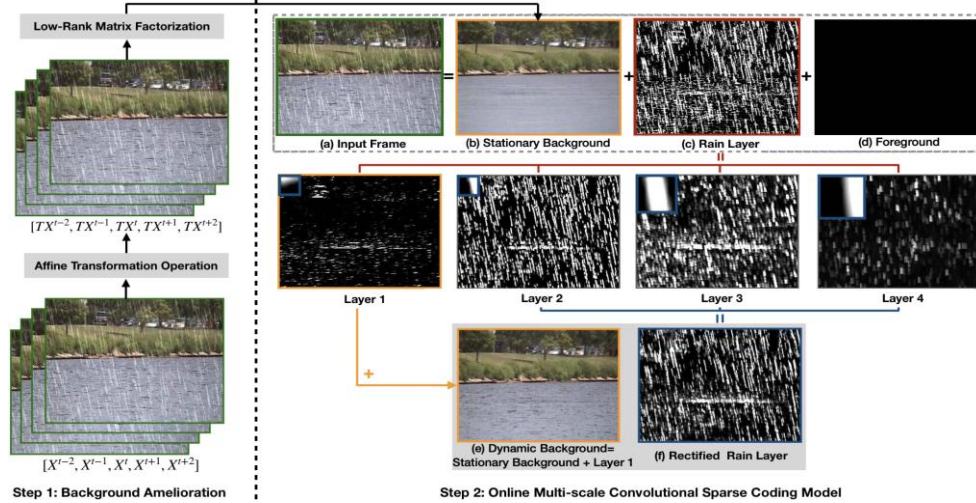 Low-Rank Matrix Factorization
[TX^{t-2}, TX^{t-1}, TX^t, TX^{t+1}, TX^{t+2}]
Affine Transformation Operation
[X^{t-2}, X^{t-1}, X^t, X^{t+1}, X^{t+2}]
Step 1: Background Amelioration
= + +
(a) Input Frame
(b) Stationary Background
(c) Rain Layer
(d) Foreground
Layer 1
Layer 2
Layer 3
Layer 4
+
(e) Dynamic Background=
Stationary Background + Layer 1
(f) Rectified Rain Layer
Step 2: Online Multi-scale Convolutional Sparse Coding Model